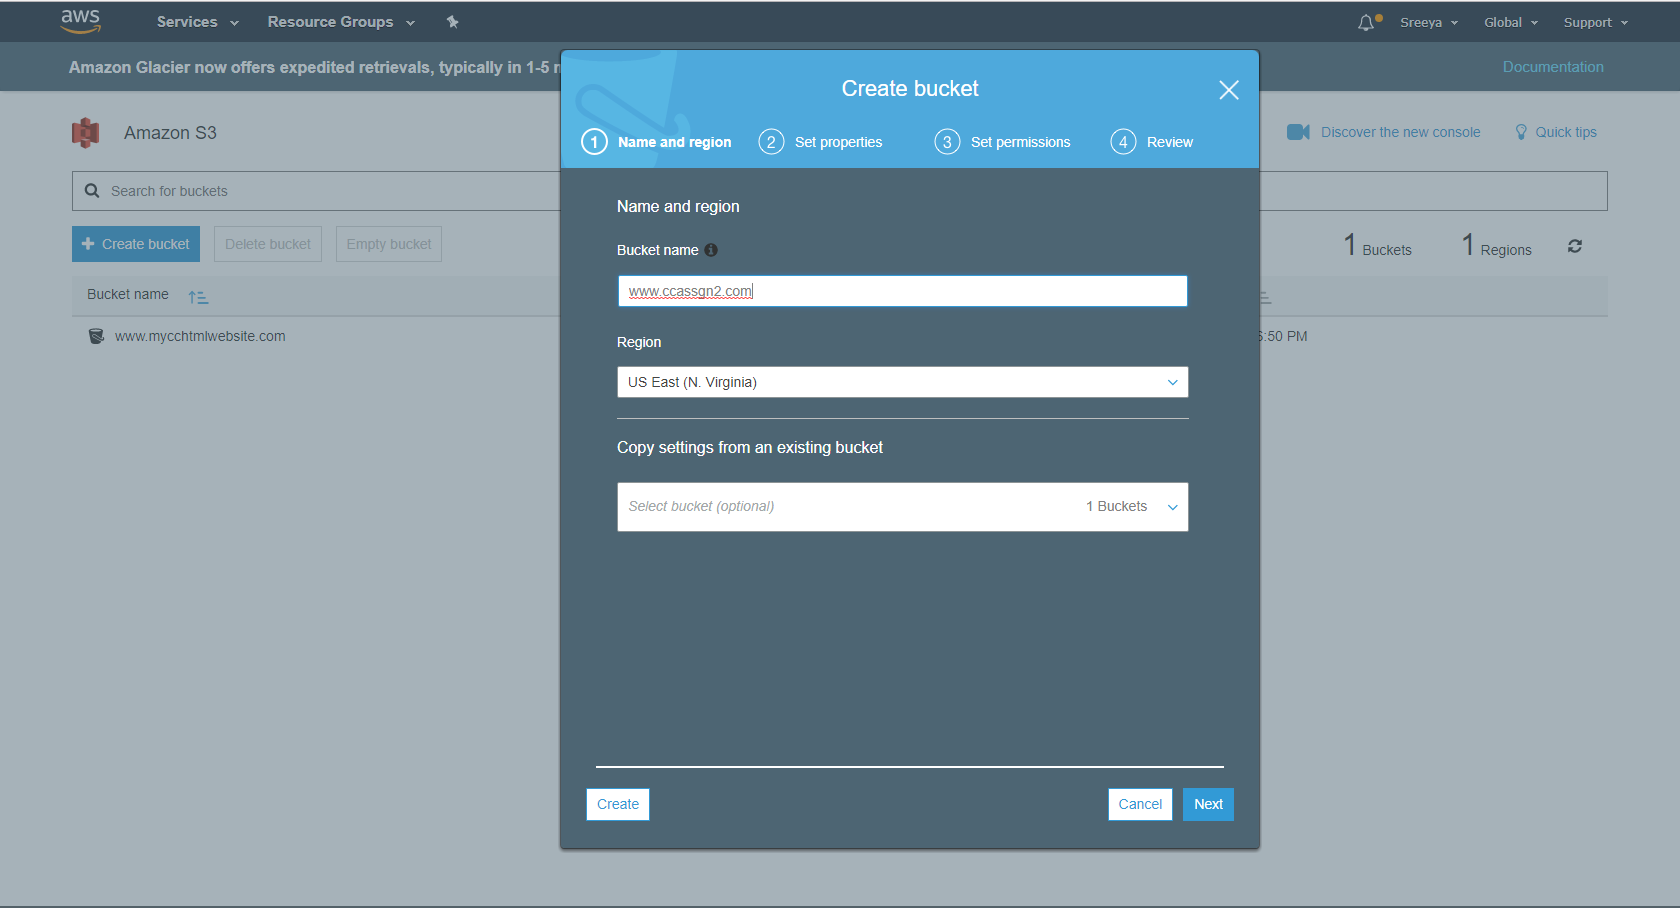 aws Services Resource Groups Sreeya Global Support
Amazon Glacier now offers expedited retrievals, typically in 1-5 Documentation
Create bucket
1 Name and region 2 Set properties 3 Set permissions 4 Review
Amazon S3 Discover the new console Quick tips
Search for buckets
Create bucket Delete bucket Empty bucket 1 Buckets 1 Regions
Bucket name
www.mycchtmlwebsite.com :50 PM
Name and region
Bucket name
www.ccassgn2.com
Region
US East (N. Virginia)
Copy settings from an existing bucket
Select bucket (optional) 1 Buckets
Create Cancel Next